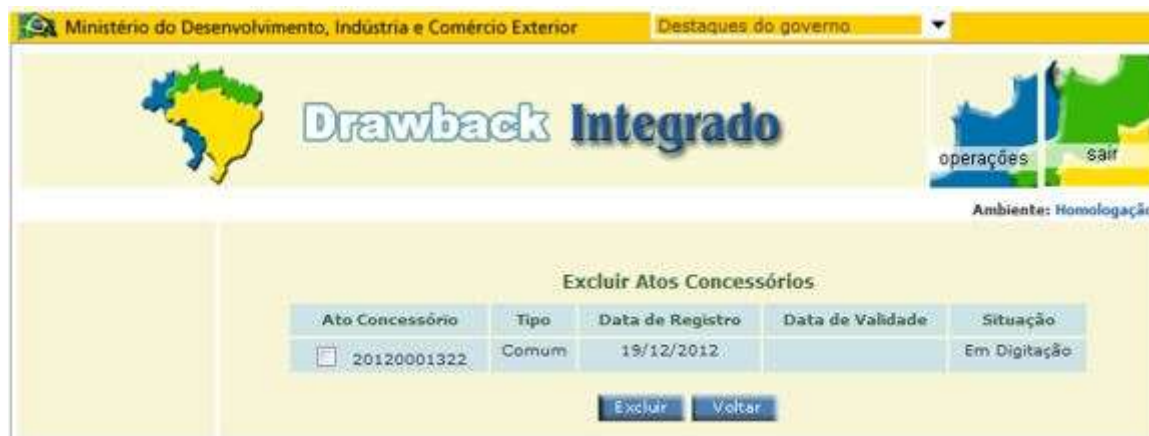 Ministério do Desenvolvimento, Indústria e Comércio Exterior Destaques do governo
Drawback Integrado
operações sair
Ambiente: Homologação
Excluir Atos Concessórios
Ato Concessório Tipo Data de Registro Data de Validade Situação
20120001322 Comum 19/12/2012 Em Digitação
Excluir Voltar